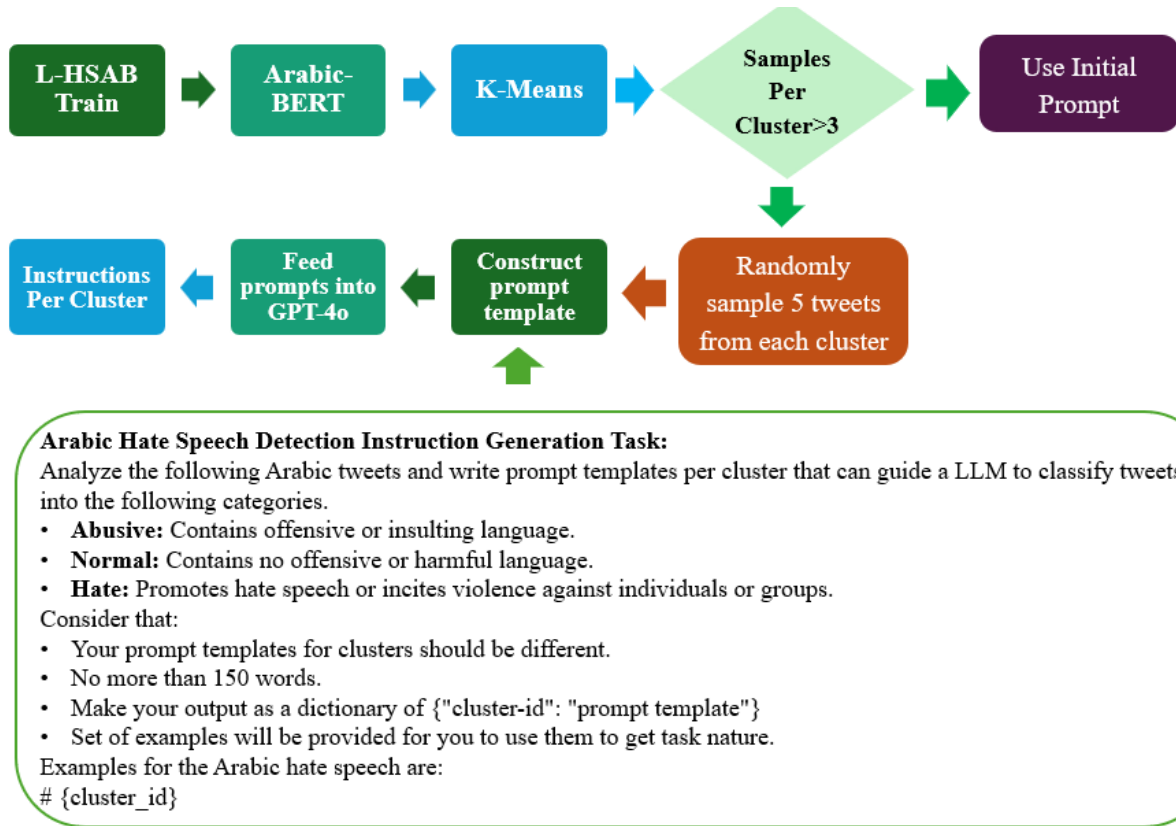 L-HSAB
Train
Arabic-
BERT
K-Means
Samples
Per
Cluster>3
Use Initial
Prompt
Instructions
Per Cluster
Feed
prompts into
GPT-4o
Construct
prompt
template
Randomly
sample 5 tweets
from each cluster
Arabic Hate Speech Detection Instruction Generation Task:
Analyze the following Arabic tweets and write prompt templates per cluster that can guide a LLM to classify tweets
into the following categories.
• Abusive: Contains offensive or insulting language.
• Normal: Contains no offensive or harmful language.
• Hate: Promotes hate speech or incites violence against individuals or groups.
Consider that:
• Your prompt templates for clusters should be different.
• No more than 150 words.
• Make your output as a dictionary of {"cluster-id": "prompt template"}
• Set of examples will be provided for you to use them to get task nature.
Examples for the Arabic hate speech are:
# {cluster_id}